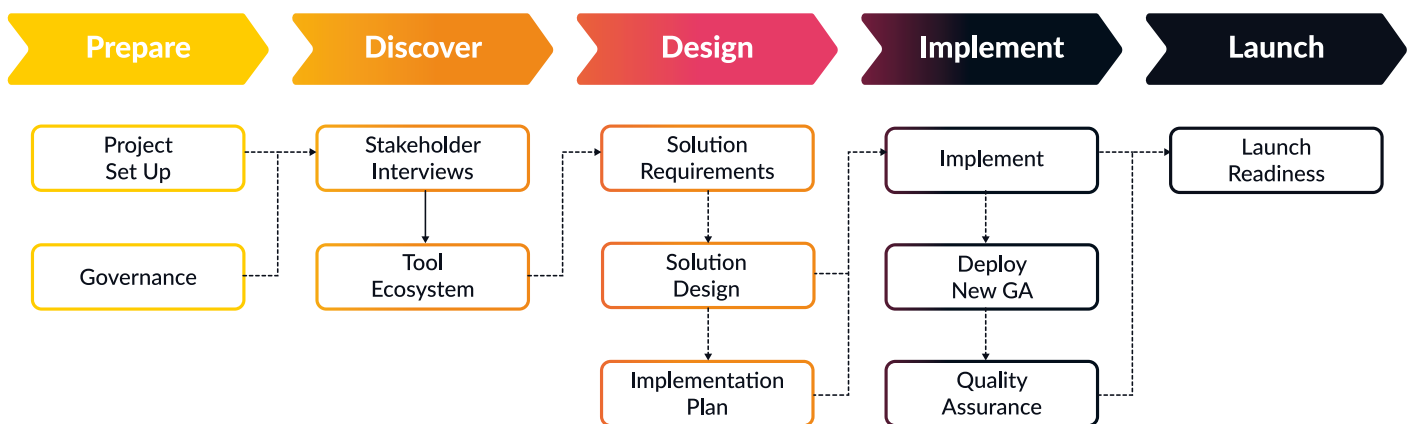 Prepare
Discover
Design
Implement
Launch
Project
Set Up
Governance
Stakeholder
Interviews
Tool
Ecosystem
Solution
Requirements
Solution
Design
Implementation
Plan
Implement
Deploy
New GA
Quality
Assurance
Launch
Readiness